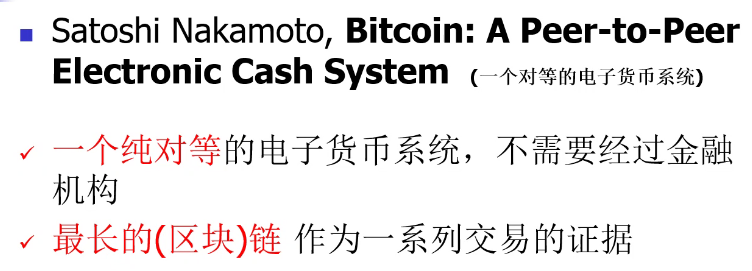 Satoshi Nakamoto, Bitcoin: A Peer-to-Peer
Electronic Cash System (一个对等的电子货币系统)
一个纯对等的电子货币系统，不需要经过金融
机构
最长的(区块)链 作为一系列交易的证据